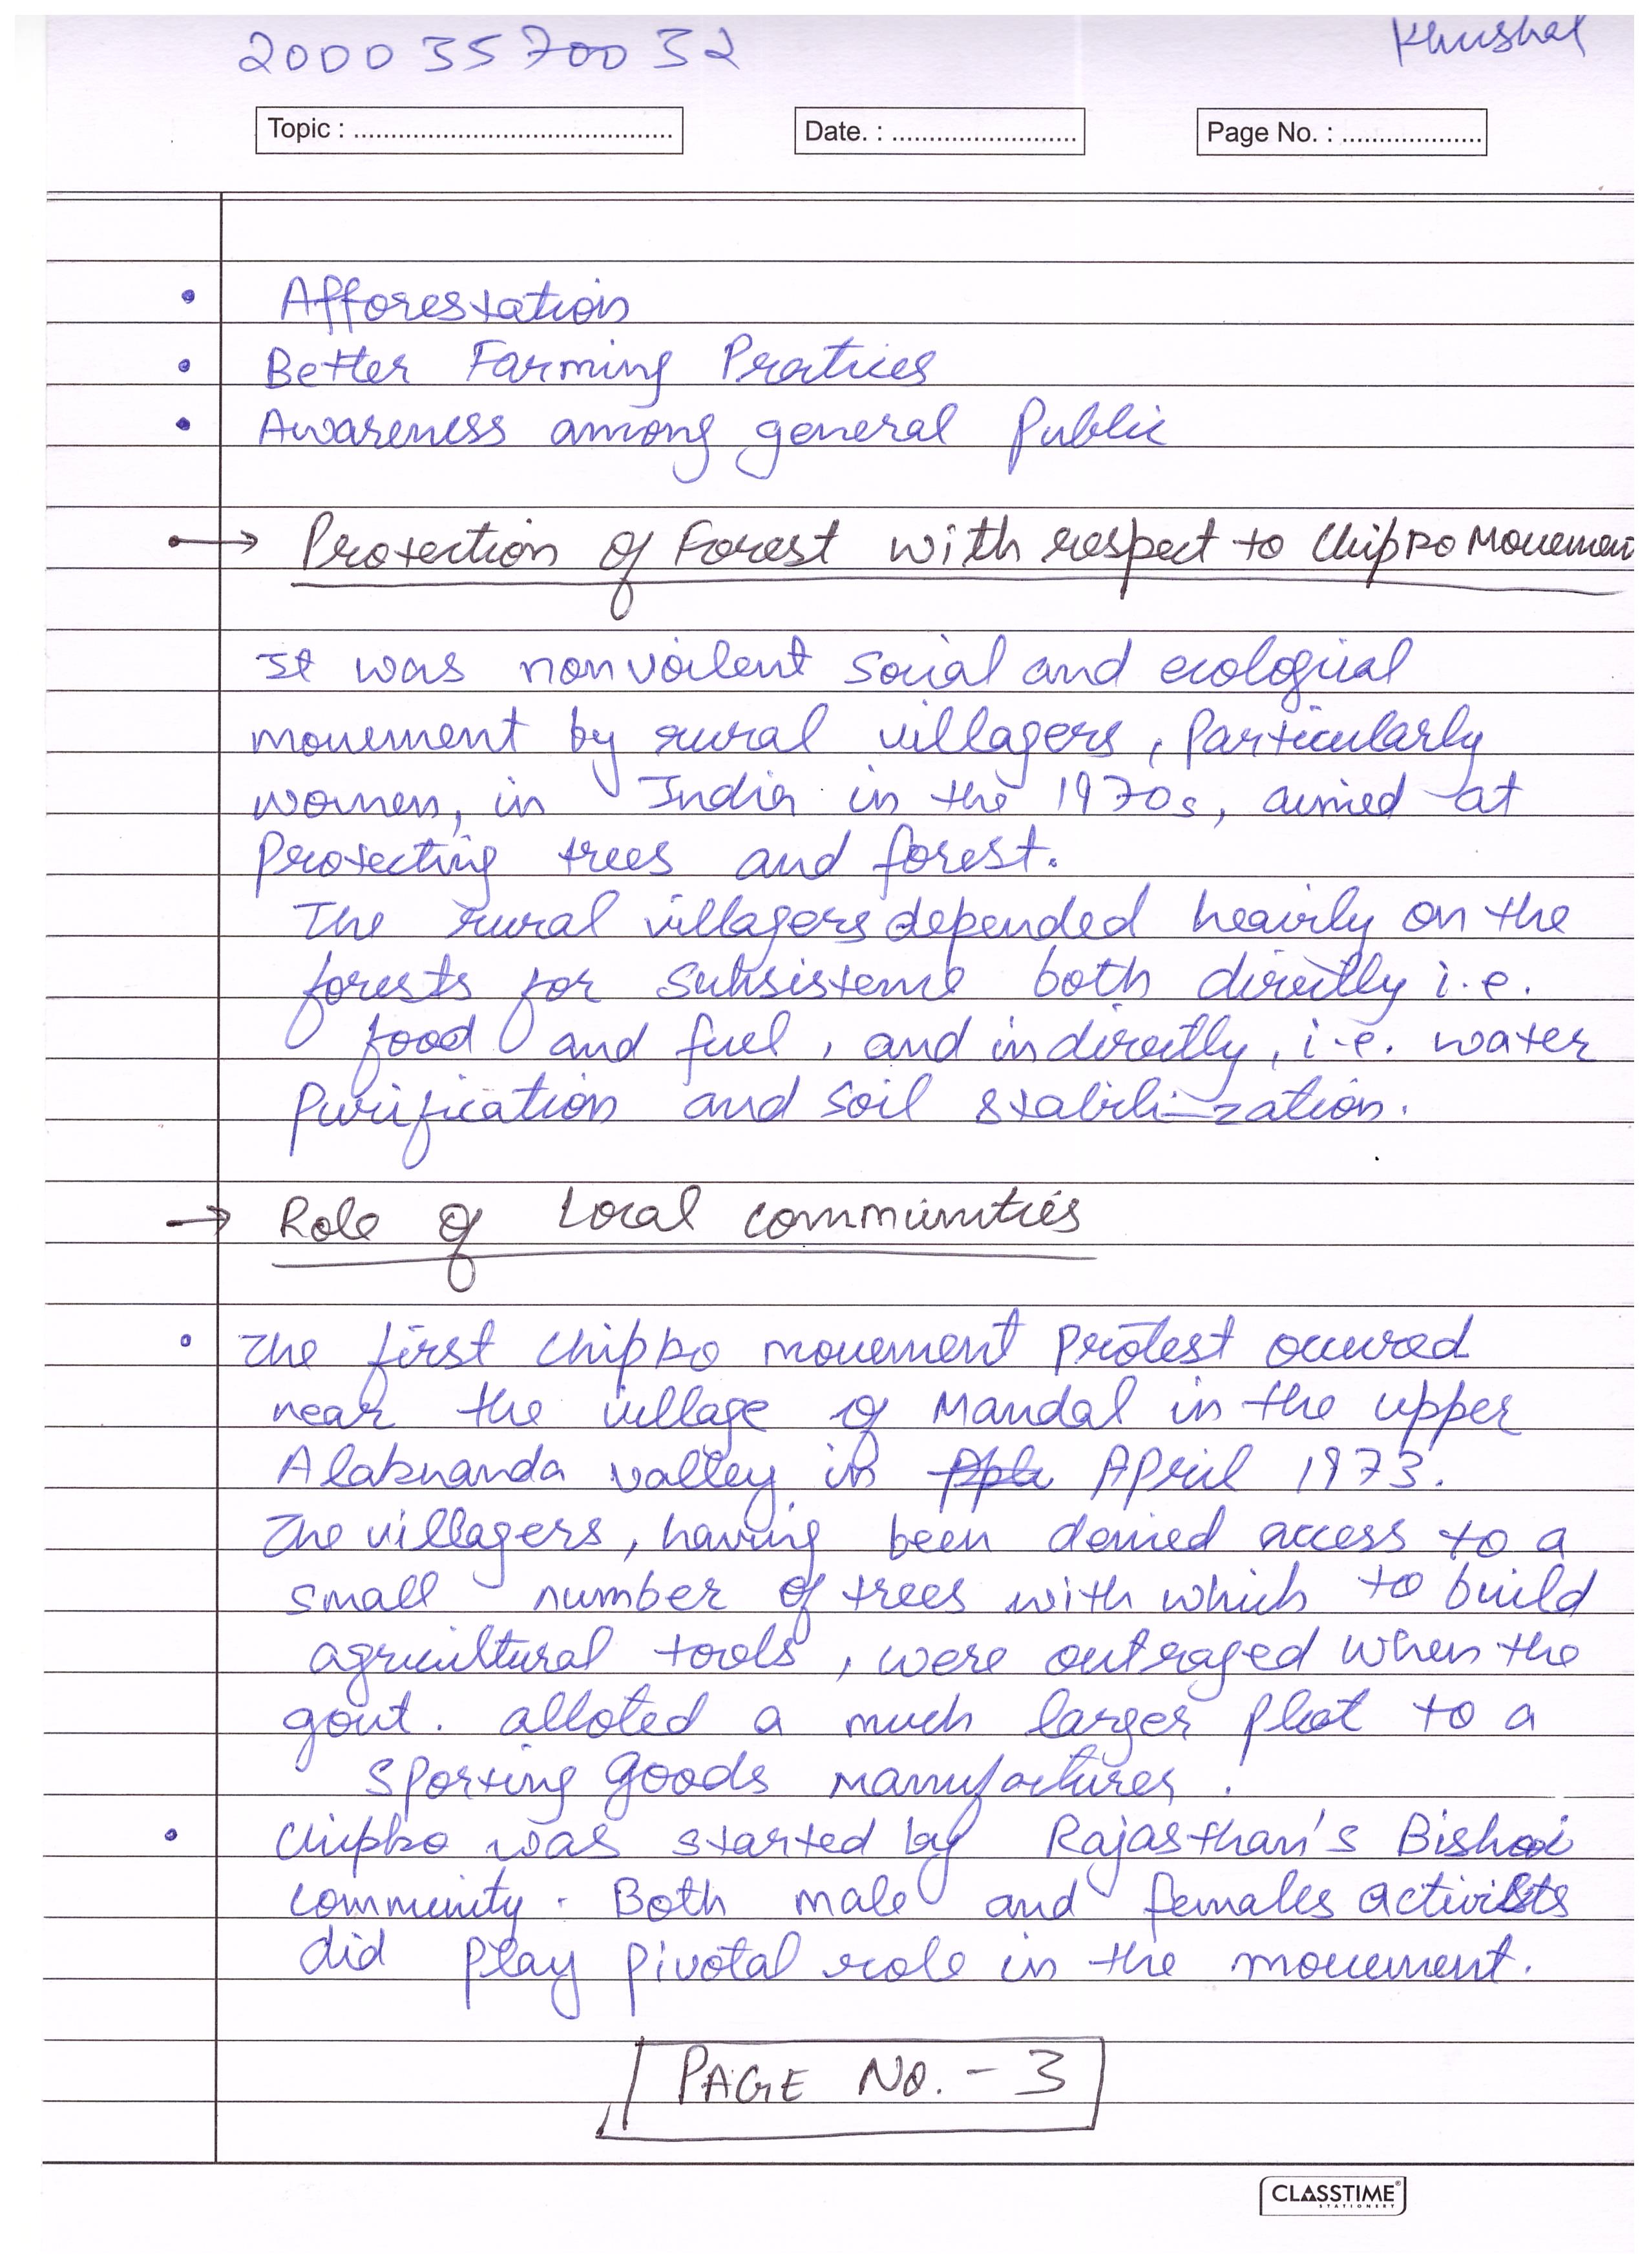 20003570032
Khushal
Topic : ..........................................
Date. : .........................
Page No. : ...................
• Afforestation
• Better Farming Pratices
• Awareness among general Public
→ Protection of Forest with respect to Chipko Movemen
It was nonvoilent social and ecological
movement by rural villagers, Particularly
women, in India in the 1970s, aimed at
Protecting trees and forest.
The rural villagers depended heavily on the
forests for Subsistence both directly i.e.
food and fuel, and indirectly, i.e. water
Purification and soil stabili-zation.
→ Role of Local communities
• The first Chipko movement Protest occured
near the village of Mandal in the upper
Alaknanda valley in April 1973.
The villagers, having been denied access to a
small number of trees with which to build
agricultural tools, were outraged when the
govt. alloted a much larger plot to a
sporting goods manufactures.
• Chipko was started by Rajasthan's Bishnoi
community. Both male and females activists
did play pivotal role in the movement.
PAGE NO. - 3
CLASSTIME
STATIONERY